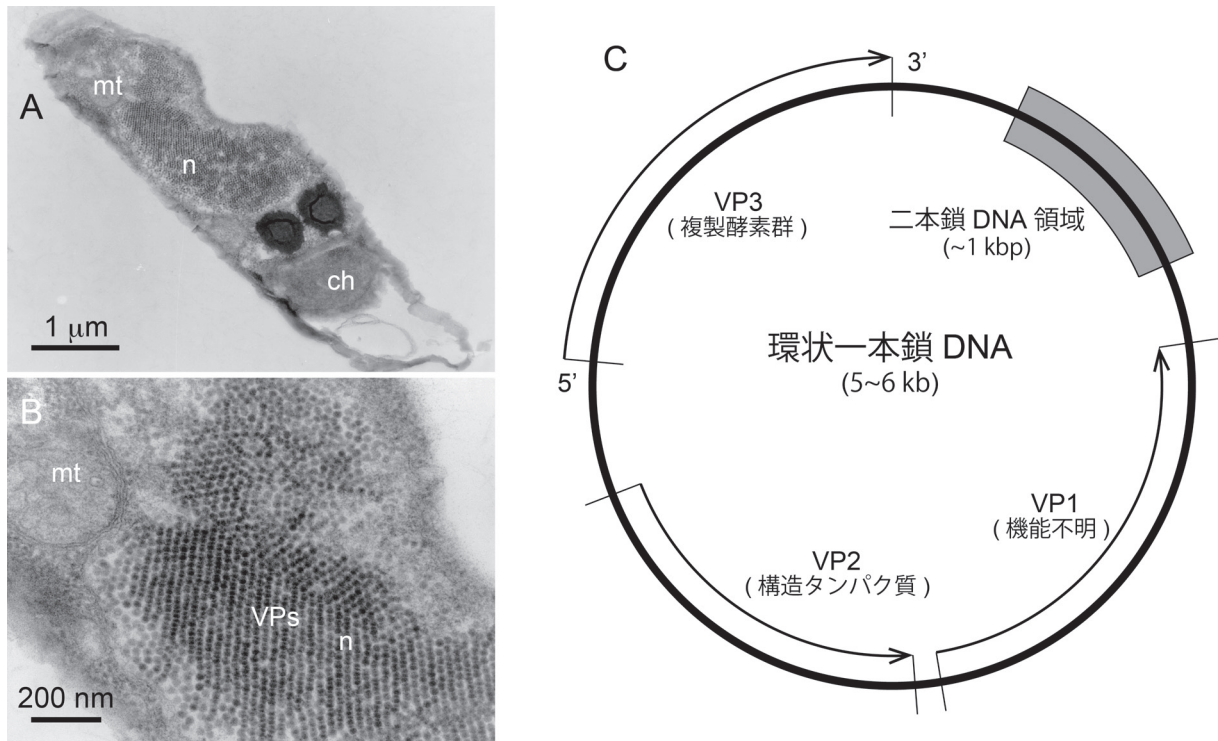 A
mt
n
ch
1 μm
B
mt
VPs
n
200 nm
C
3’
VP3
( 複製酵素群 )
二本鎖 DNA 領域
(~1 kbp)
環状一本鎖 DNA
(5~6 kb)
5’
VP1
( 機能不明 )
VP2
( 構造タンパク質 )